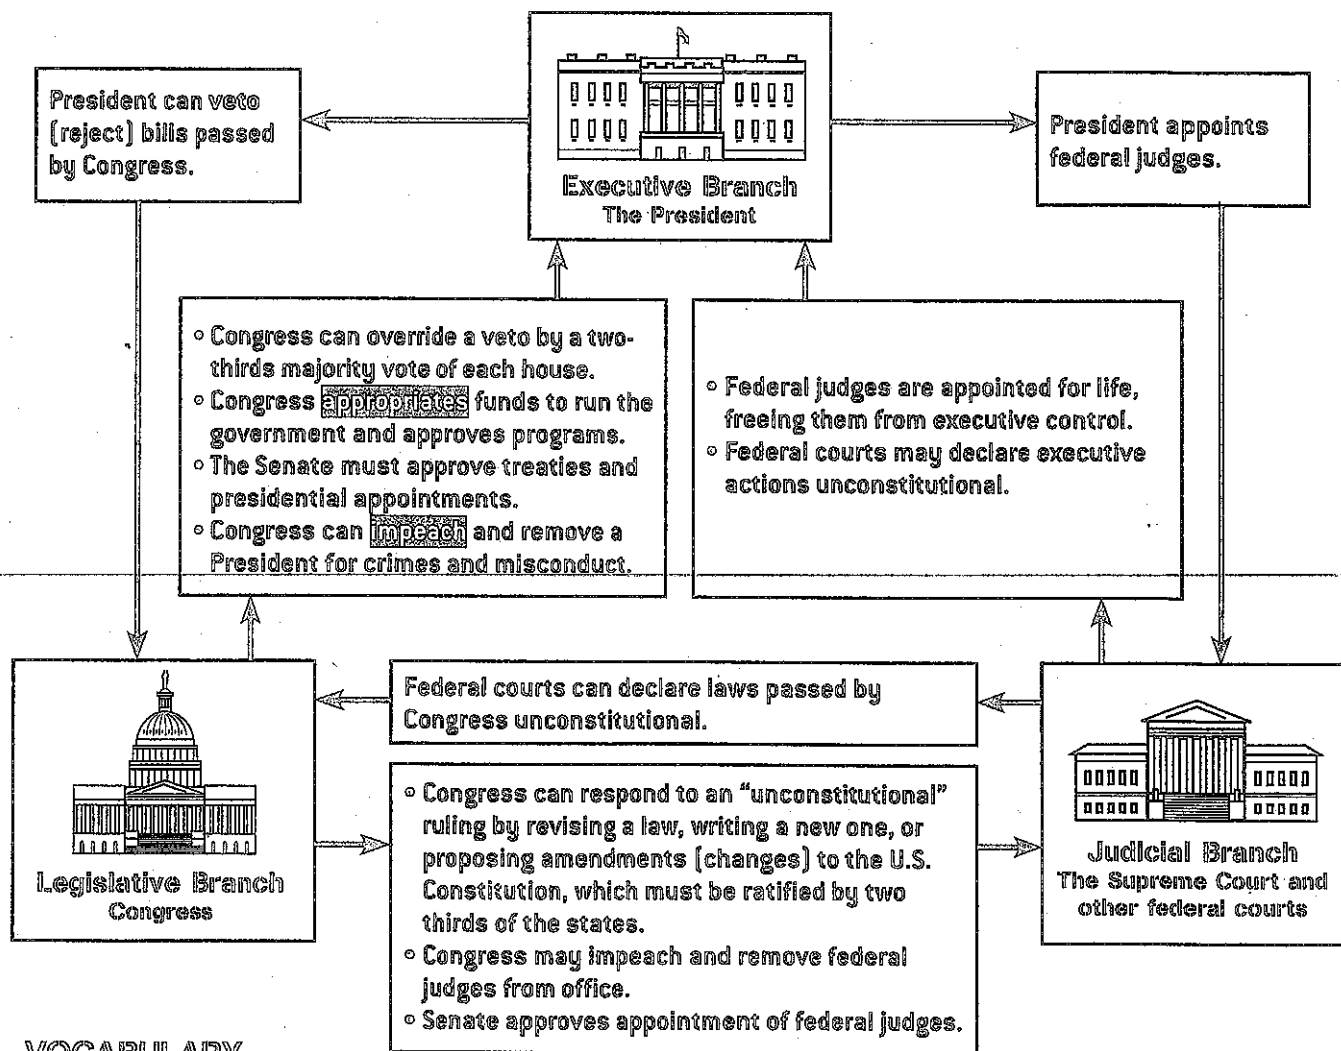 Executive Branch
The President
President can veto
(reject) bills passed
by Congress.
President appoints
federal judges.
◦ Congress can override a veto by a two-
thirds majority vote of each house.
◦ Congress appropriates funds to run the
government and approves programs.
◦ The Senate must approve treaties and
presidential appointments.
◦ Congress can impeach and remove a
President for crimes and misconduct.
◦ Federal judges are appointed for life,
freeing them from executive control.
◦ Federal courts may declare executive
actions unconstitutional.
Legislative Branch
Congress
Federal courts can declare laws passed by
Congress unconstitutional.
◦ Congress can respond to an “unconstitutional”
ruling by revising a law, writing a new one, or
proposing amendments (changes) to the U.S.
Constitution, which must be ratified by two
thirds of the states.
◦ Congress may impeach and remove federal
judges from office.
◦ Senate approves appointment of federal judges.
Judicial Branch
The Supreme Court and
other federal courts
VOCABULARY